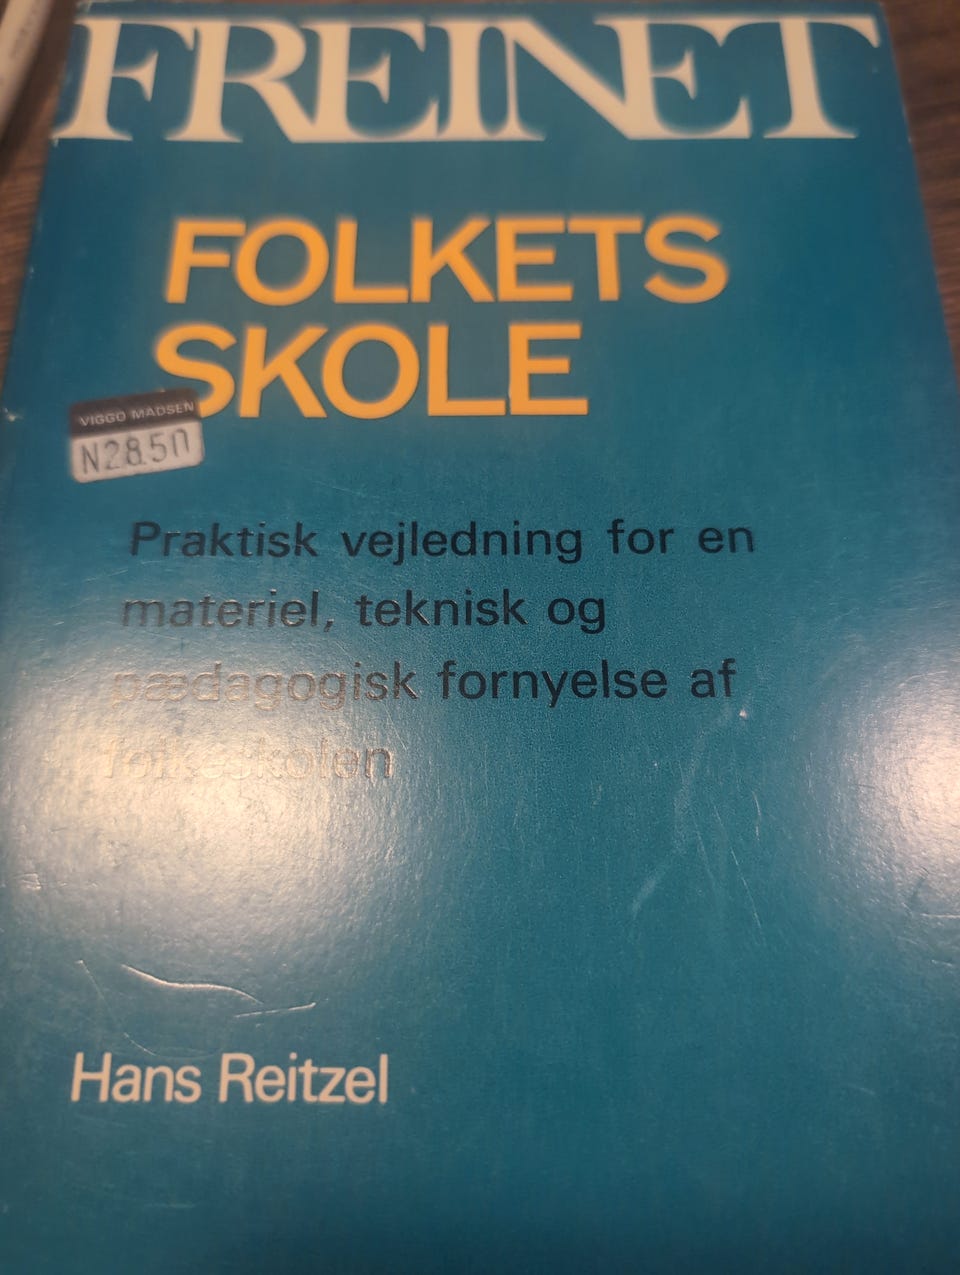 FREINET
FOLKETS
SKOLE
VIGGO MADSEN
N28.50
Praktisk vejledning for en
materiel, teknisk og
pædagogisk fornyelse af
folkeskolen
Hans Reitzel